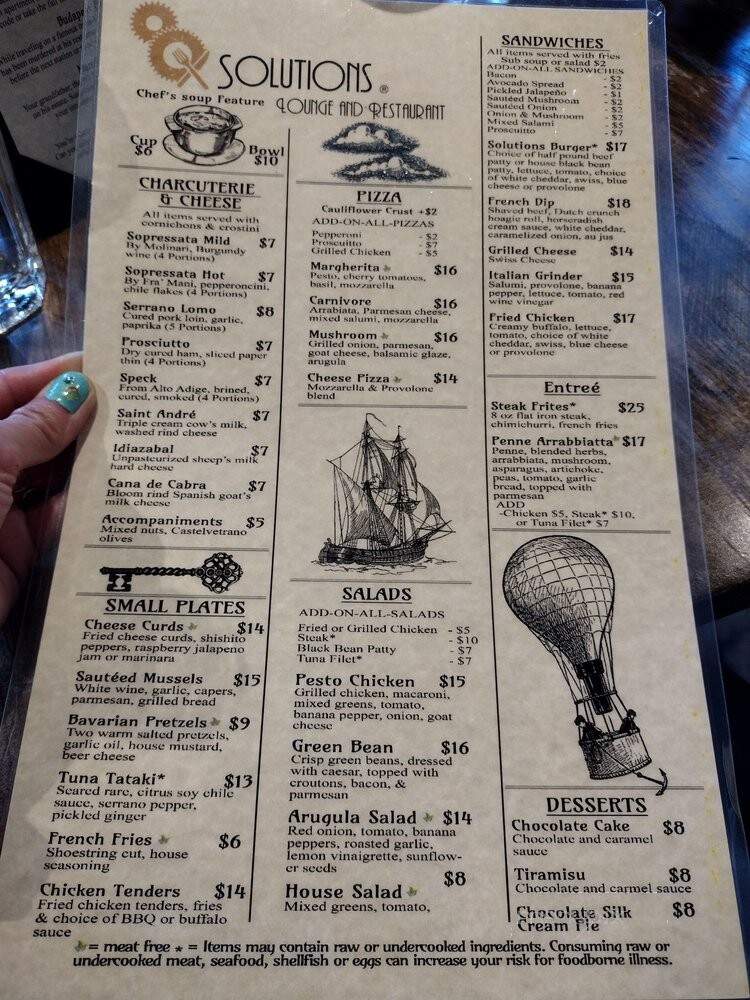 SOLUTIONS ®
LOUNGE AND RESTAURANT
Chef's soup Feature
Cup
$6
Bowl
$10
CHARCUTERIE
& CHEESE
All items served with
cornichons & crostini
Sopressata Mild $7
By Molinari, Burgundy
wine (4 Portions)
Sopressata Hot $7
By Fra' Mani, pepperoncini,
chile flakes (4 Portions)
Serrano Lomo $8
Cured pork loin, garlic,
paprika (5 Portions)
Prosciutto $7
Dry cured ham, sliced paper
thin (4 Portions)
Speck $7
From Alto Adige, brined,
cured, smoked (4 Portions)
Saint André $7
Triple cream cow's milk,
washed rind cheese
Idiazabal $7
Unpasteurized sheep's milk
hard cheese
Cana de Cabra $7
Bloom rind Spanish goat's
milk cheese
Accompaniments $5
Mixed nuts, Castelvetrano
olives
SMALL PLATES
Cheese Curds $14
Fried cheese curds, shishito
peppers, raspberry jalapeno
jam or marinara
Sautéed Mussels $15
White wine, garlic, capers,
parmesan, grilled bread
Bavarian Pretzels $9
Two warm salted pretzels,
garlic oil, house mustard,
beer cheese
Tuna Tataki* $13
Seared rare, citrus soy chile
sauce, serrano pepper,
pickled ginger
French Fries $6
Shoestring cut, house
seasoning
Chicken Tenders $14
Fried chicken tenders, fries
& choice of BBQ or buffalo
sauce
PIZZA
Cauliflower Crust +$2
ADD-ON-ALL-PIZZAS
Pepperoni - $2
Proscuitto - $7
Grilled Chicken - $5
Margherita $16
Pesto, cherry tomatoes,
basil, mozzarella
Carnivore $16
Arrabiata, Parmesan cheese,
mixed salumi, mozzarella
Mushroom $16
Grilled onion, parmesan,
goat cheese, balsamic glaze,
arugula
Cheese Pizza $14
Mozzarella & Provolone
blend
SALADS
ADD-ON-ALL-SALADS
Fried or Grilled Chicken - $5
Steak* - $10
Black Bean Patty - $7
Tuna Filet* - $7
Pesto Chicken $15
Grilled chicken, macaroni,
mixed greens, tomato,
banana pepper, onion, goat
cheese
Green Bean $16
Crisp green beans, dressed
with caesar, topped with
croutons, bacon, &
parmesan
Arugula Salad $14
Red onion, tomato, banana
peppers, roasted garlic,
lemon vinaigrette, sunflow-
er seeds
House Salad $8
Mixed greens, tomato,
SANDWICHES
All items served with fries
Sub soup or salad $2
ADD-ON-ALL SANDWICHES
Bacon - $2
Avocado Spread - $2
Pickled Jalapeño - $1
Sautéed Mushroom - $2
Sautéed Onion - $2
Onion & Mushroom - $2
Mixed Salami - $5
Proscuitto - $7
Solutions Burger* $17
Choice of half pound beef
patty or house black bean
patty, lettuce, tomato, choice
of white cheddar, swiss, blue
cheese or provolone
French Dip $18
Shaved beef, Dutch crunch
hoagie roll, horseradish
cream sauce, white cheddar,
caramelized onion, au jus
Grilled Cheese $14
Swiss Cheese
Italian Grinder $15
Salumi, provolone, banana
pepper, lettuce, tomato, red
wine vinegar
Fried Chicken $17
Creamy buffalo, lettuce,
tomato, choice of white
cheddar, swiss, blue cheese
or provolone
Entreé
Steak Frites* $25
8 oz flat iron steak,
chimichurri, french fries
Penne Arrabbiatta $17
Penne, blended herbs,
arrabbiata, mushroom,
asparagus, artichoke,
peas, tomato, garlic
bread, topped with
parmesan
ADD
-Chicken $5, Steak* $10,
or Tuna Filet* $7
DESSERTS
Chocolate Cake $8
Chocolate and caramel
sauce
Tiramisu $8
Chocolate and carmel sauce
Chocolate Silk $8
Cream Pie
= meat free * = Items may contain raw or undercooked ingredients. Consuming raw or
undercooked meat, seafood, shellfish or eggs can increase your risk for foodborne illness.